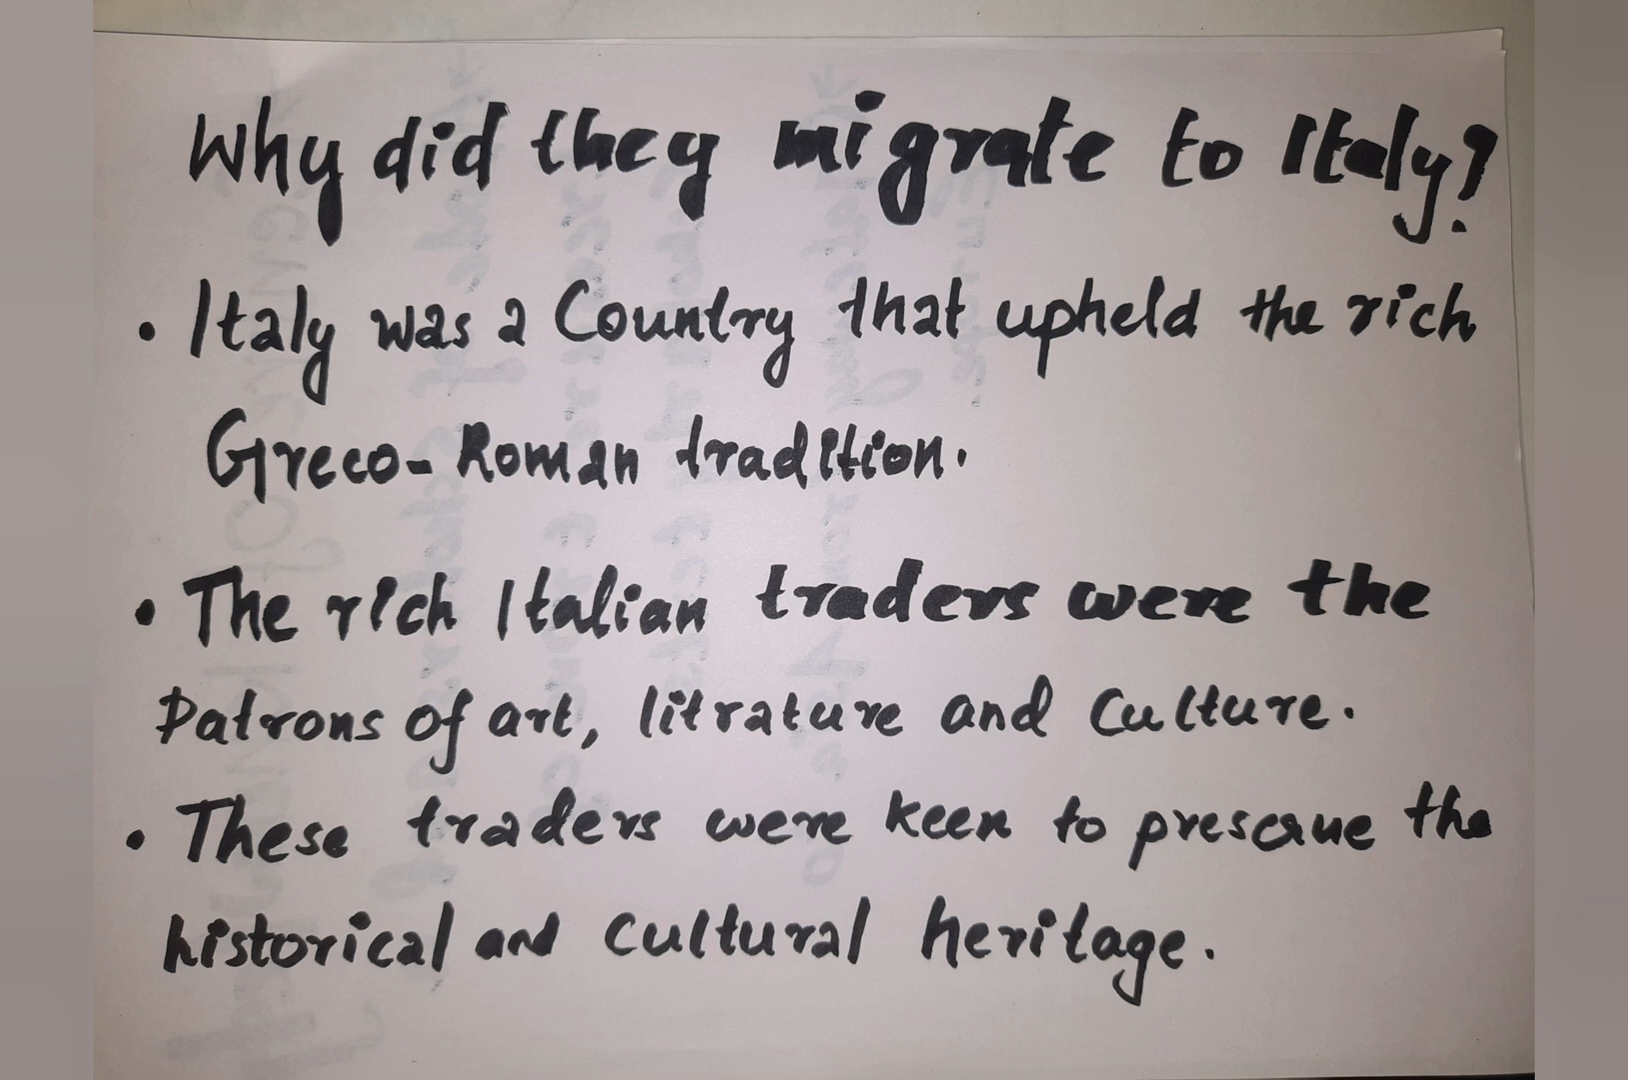 Why did they migrate to Italy?
• Italy was a Country that upheld the rich
Greco-Roman tradition.
• The rich Italian traders were the
Patrons of art, litrature and Culture.
• These traders were keen to preserve the
historical and cultural heritage.